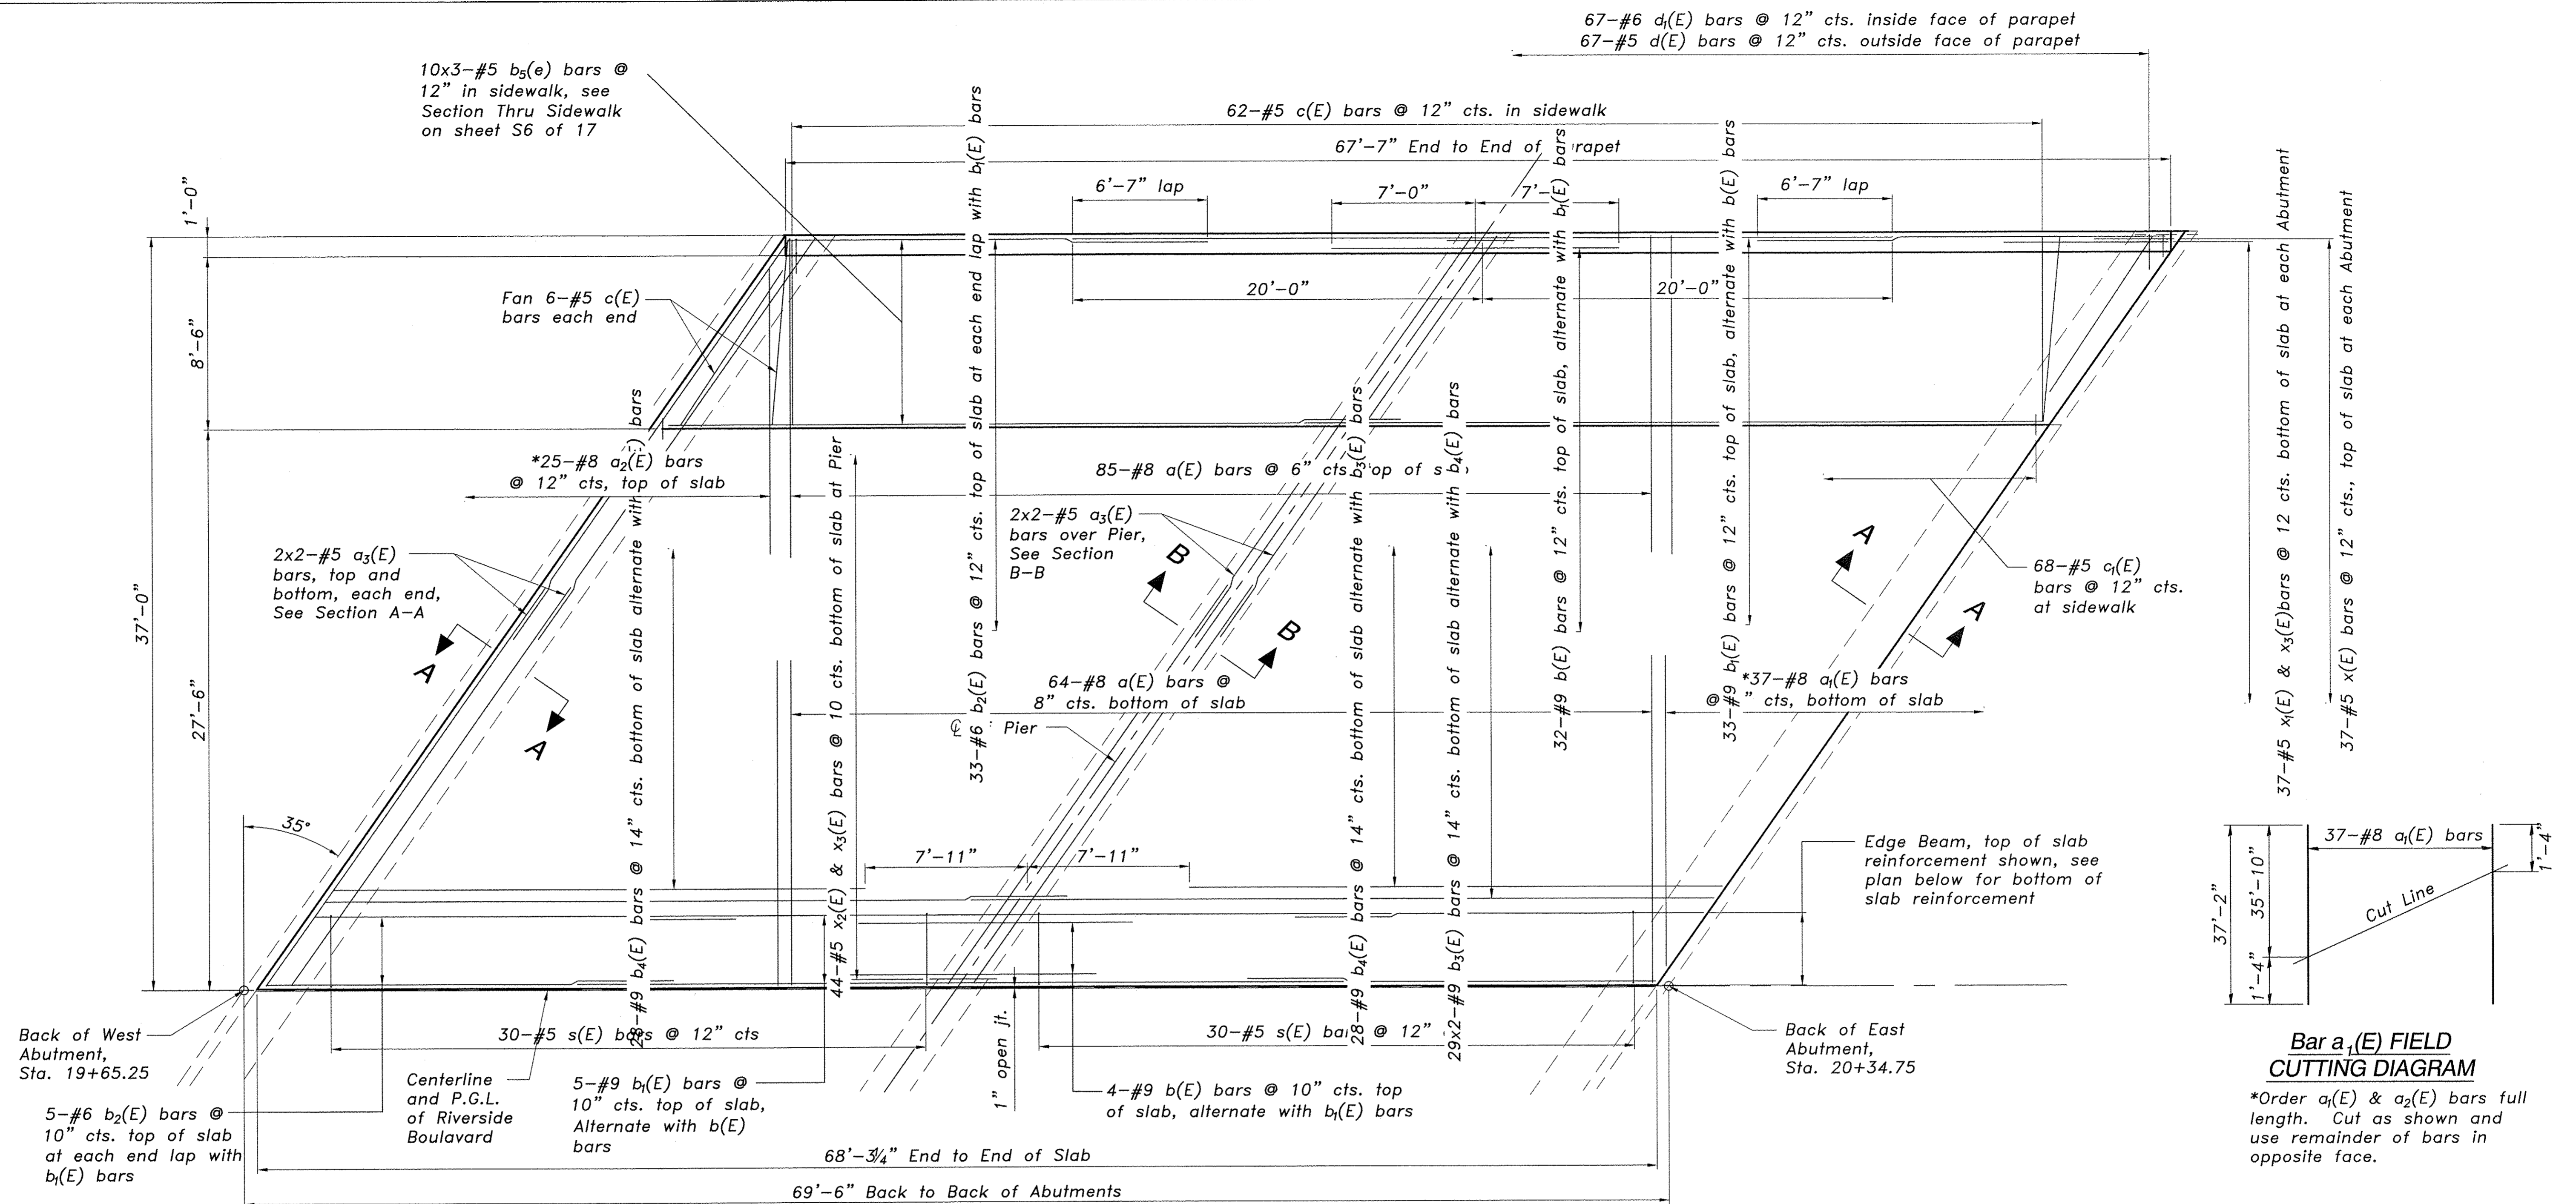 67-#6 d1(E) bars @ 12" cts. inside face of parapet
67-#5 d(E) bars @ 12" cts. outside face of parapet
10x3-#5 b5(e) bars @
12" in sidewalk, see
Section Thru Sidewalk
on sheet S6 of 17
62-#5 c(E) bars @ 12" cts. in sidewalk
67'-7" End to End of rapet
6'-7" lap
7'-0"
7'-
6'-7" lap
1'-0"
20'-0"
20'-0"
Fan 6-#5 c(E)
bars each end
8'-6"
37'-0"
27'-6"
*25-#8 a2(E) bars
@ 12" cts, top of slab
85-#8 a(E) bars @ 6" cts. top of s
2x2-#5 a3(E)
bars over Pier,
See Section
B-B
2x2-#5 a3(E)
bars, top and
bottom, each end,
See Section A-A
68-#5 c1(E)
bars @ 12" cts.
at sidewalk
A
A
B
B
A
A
64-#8 a(E) bars @
8" cts. bottom of slab
*37-#8 a1(E) bars
@ " cts, bottom of slab
℄ Pier
28-#9 b4(E) bars @ 14" cts. bottom of slab alternate with bars
44-#5 x2(E) & x3(E) bars @ 10 cts. bottom of slab at Pier
33-#6 b2(E) bars @ 12" cts. top of slab at each end lap with b1(E) bars
28-#9 b4(E) bars @ 14" cts. bottom of slab alternate with b3(E) bars
29x2-#9 b3(E) bars @ 14" cts. bottom of slab alternate with b4(E) bars
32-#9 b(E) bars @ 12" cts. top of slab, alternate with b1(E) bars
33-#9 b1(E) bars @ 12" cts. top of slab, alternate with b(E) bars
37-#5 x1(E) & x3(E)bars @ 12 cts. bottom of slab at each Abutment
37-#5 x(E) bars @ 12" cts., top of slab at each Abutment
35°
7'-11"
7'-11"
Edge Beam, top of slab
reinforcement shown, see
plan below for bottom of
slab reinforcement
37-#8 a1(E) bars
37'-2"
35'-10"
1'-4"
1'-4"
Cut Line
Bar a1(E) FIELD
CUTTING DIAGRAM
*Order a1(E) & a2(E) bars full
length. Cut as shown and
use remainder of bars in
opposite face.
Back of West
Abutment,
Sta. 19+65.25
30-#5 s(E) bars @ 12" cts
1" open jt.
30-#5 s(E) bar @ 12"
Back of East
Abutment,
Sta. 20+34.75
5-#6 b2(E) bars @
10" cts. top of slab
at each end lap with
b1(E) bars
Centerline
and P.G.L.
of Riverside
Boulavard
5-#9 b1(E) bars @
10" cts. top of slab,
Alternate with b(E)
bars
4-#9 b(E) bars @ 10" cts. top
of slab, alternate with b1(E) bars
68'-3¼" End to End of Slab
69'-6" Back to Back of Abutments